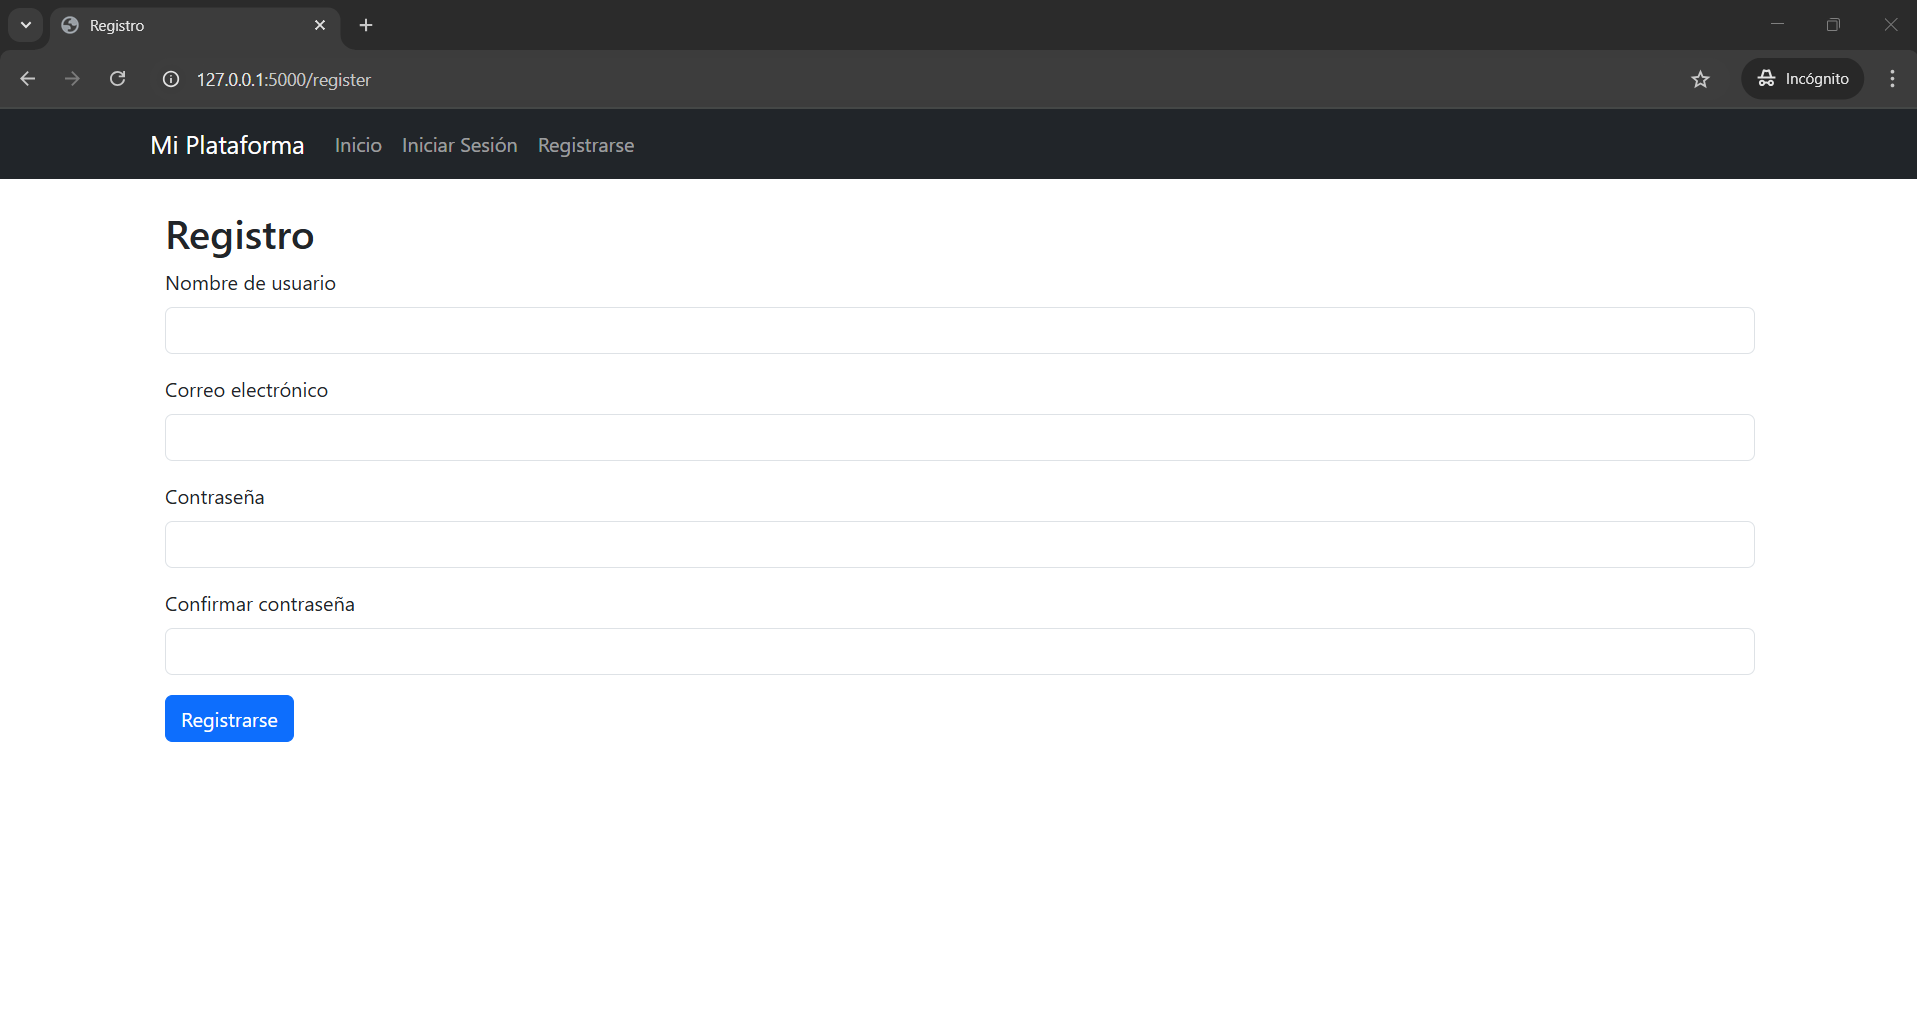 Registro
127.0.0.1:5000/register
Incógnito
Mi Plataforma Inicio Iniciar Sesión Registrarse
Registro
Nombre de usuario
Correo electrónico
Contraseña
Confirmar contraseña
Registrarse